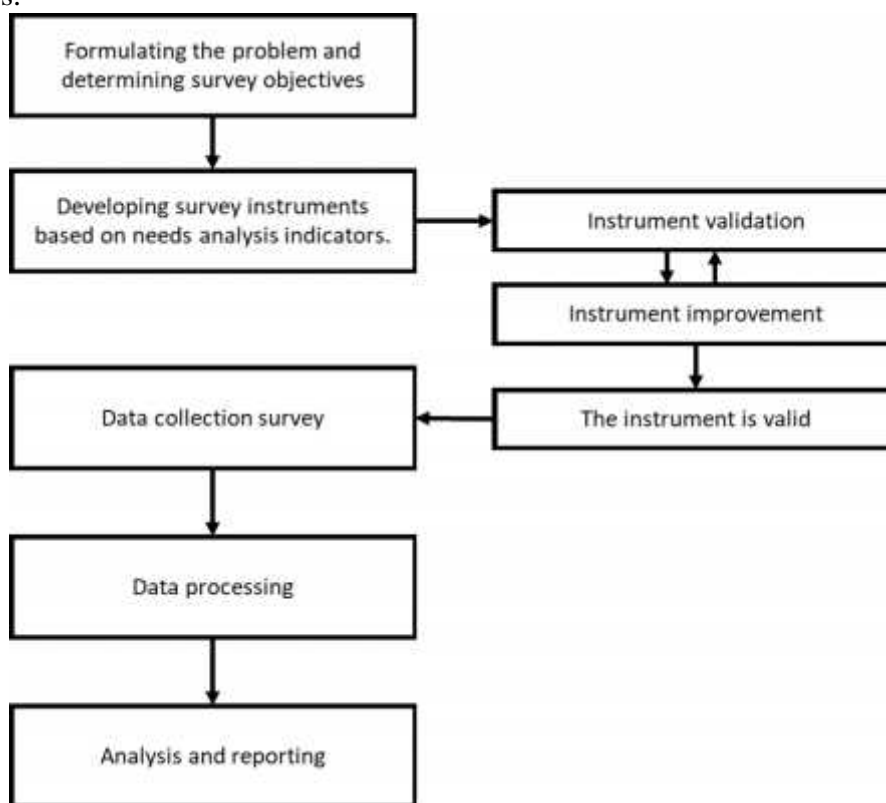 s.
Formulating the problem and
determining survey objectives
Developing survey instruments
based on needs analysis indicators.
Instrument validation
Instrument improvement
The instrument is valid
Data collection survey
Data processing
Analysis and reporting